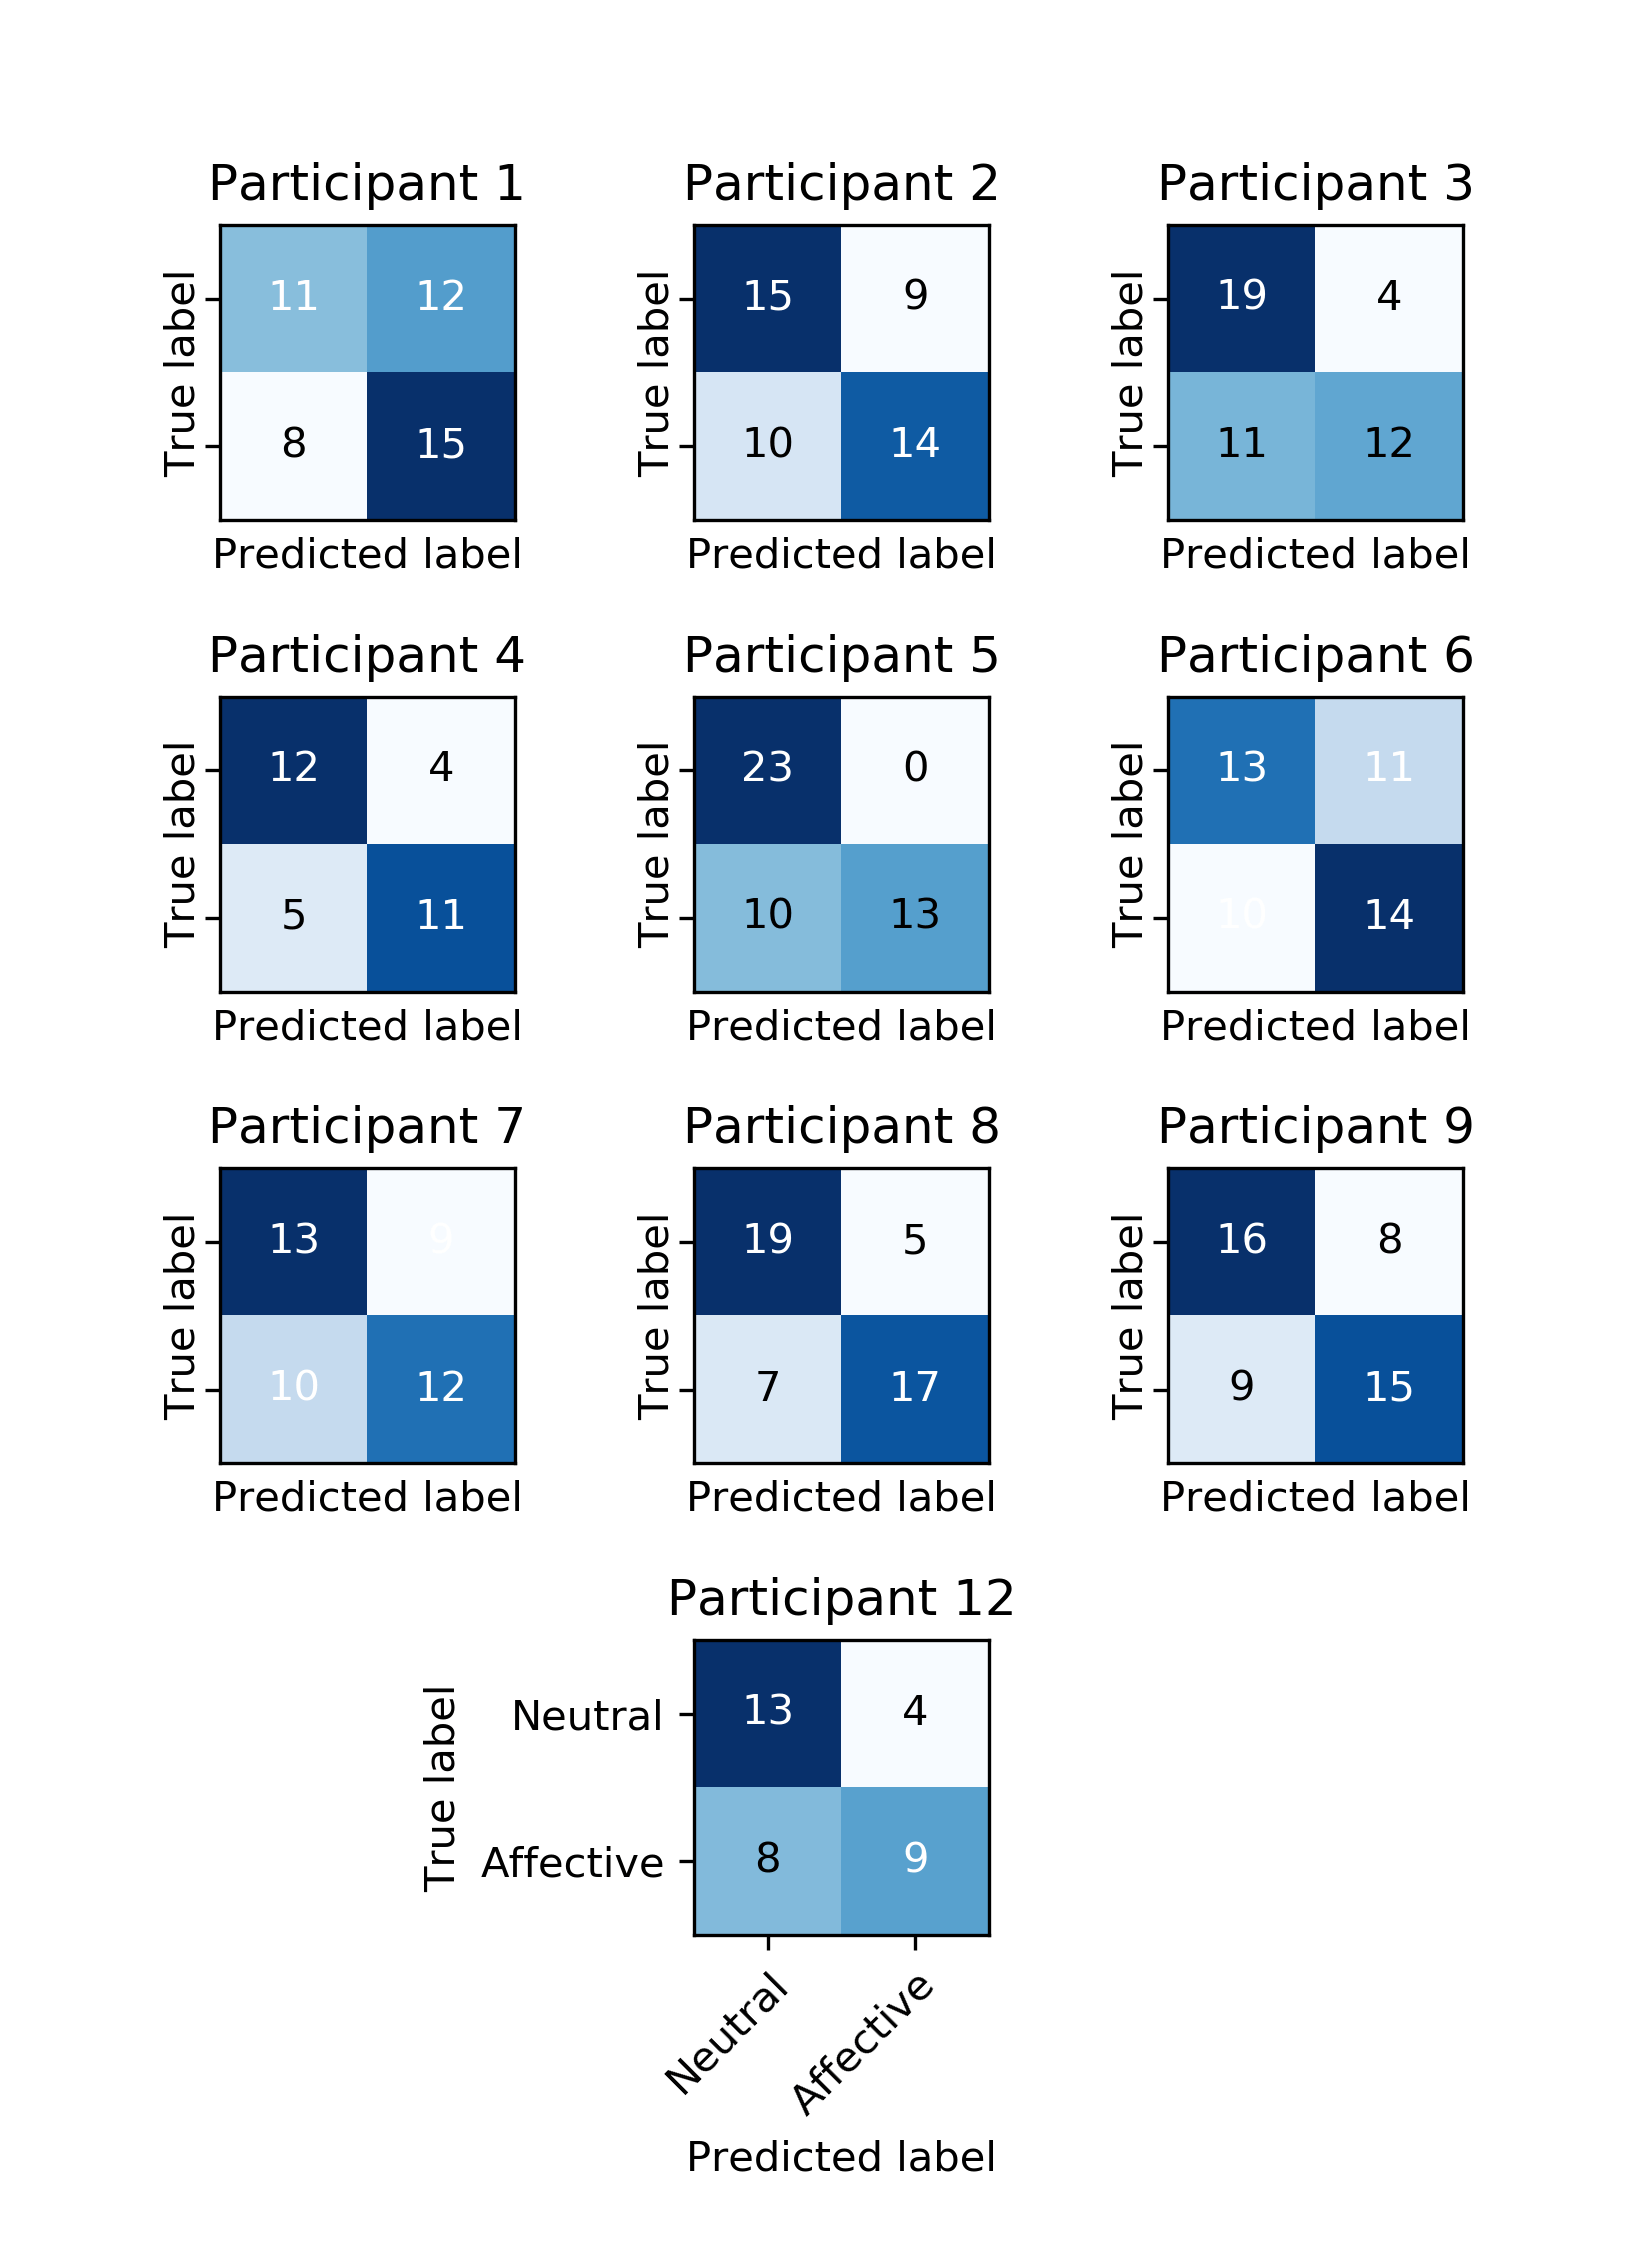 Participant 1
True label
11 12
8 15
Predicted label
Participant 2
True label
15 9
10 14
Predicted label
Participant 3
True label
19 4
11 12
Predicted label
Participant 4
True label
12 4
5 11
Predicted label
Participant 5
True label
23 0
10 13
Predicted label
Participant 6
True label
13 11
10 14
Predicted label
Participant 7
True label
13 9
10 12
Predicted label
Participant 8
True label
19 5
7 17
Predicted label
Participant 9
True label
16 8
9 15
Predicted label
Participant 12
True label
Neutral 13 4
Affective 8 9
Neutral
Affective
Predicted label